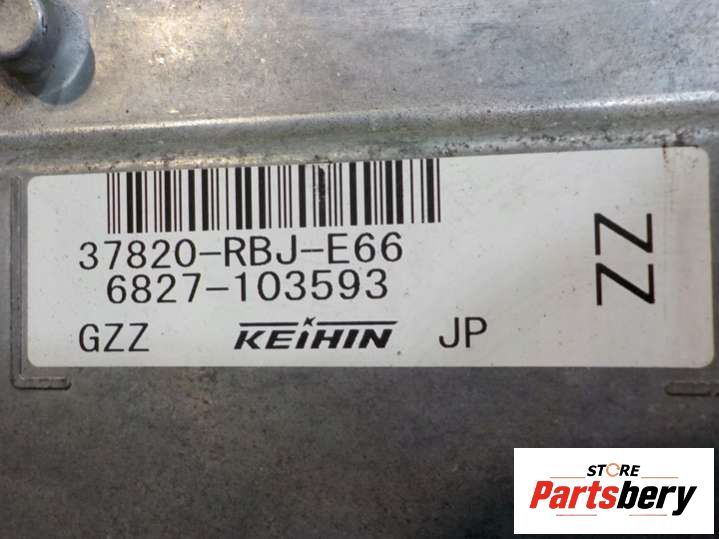 37820-RBJ-E66
6827-103593
GZZ KEIHIN JP
ZZ
STORE
Partsbery